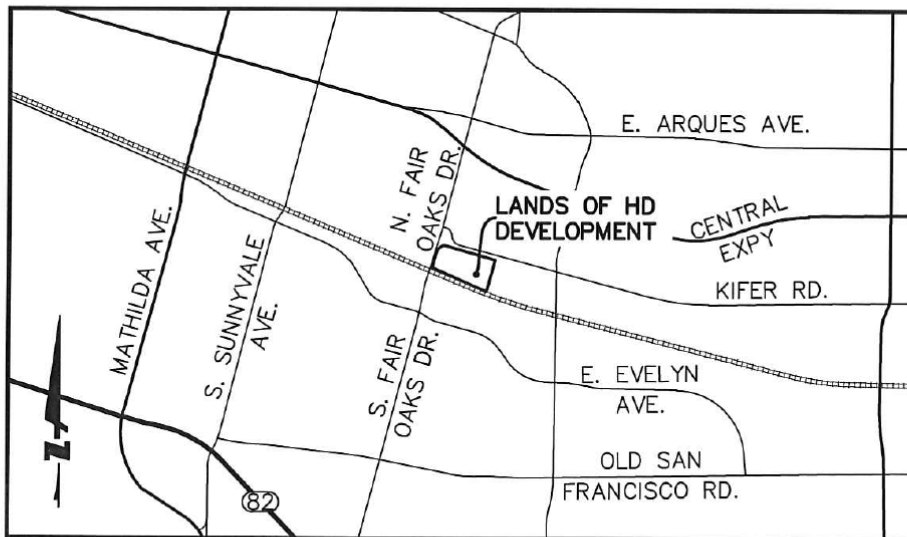 E. ARQUES AVE.
N. FAIR
OAKS DR.
LANDS OF HD
DEVELOPMENT
CENTRAL
EXPY
KIFER RD.
MATHILDA AVE.
S. SUNNYVALE
AVE.
S. FAIR
OAKS DR.
E. EVELYN
AVE.
OLD SAN
FRANCISCO RD.
82
N